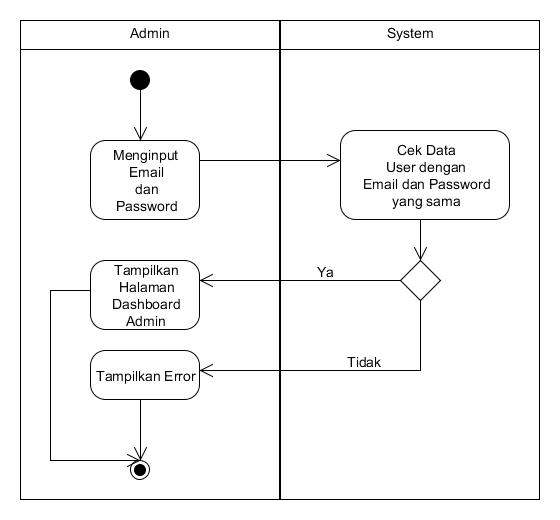 Admin
System
Menginput
Email
dan
Password
Cek Data
User dengan
Email dan Password
yang sama
Ya
Tampilkan
Halaman
Dashboard
Admin
Tidak
Tampilkan Error